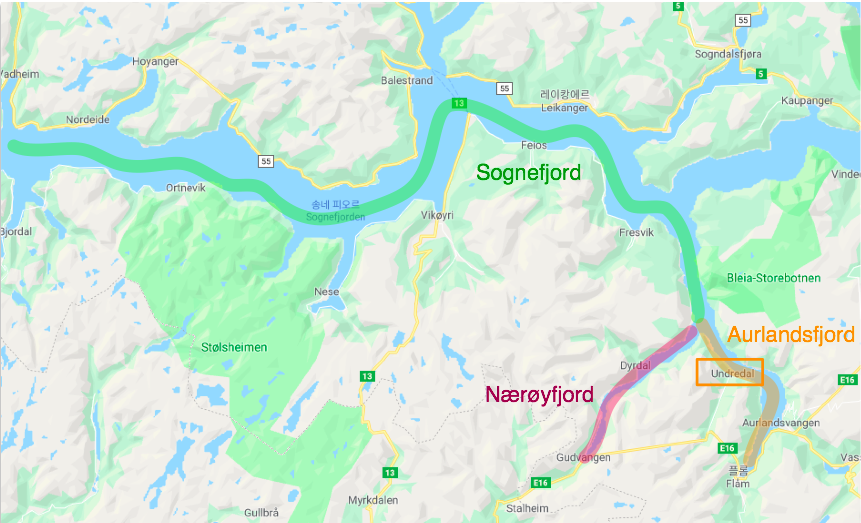 5
55
Sogndalsfjøra
Hoyanger
Vadheim
Balestrand
5
55
레이캉에르
Leikanger
Kaupanger
13
Nordeide
Feios
55
Sognefjord
Ortnevik
Vinde
송네 피오르
Sognefjorden
Vikøyri
Bjordal
Fresvik
Bleia-Storebotnen
Nese
Aurlandsfjord
Stølsheimen
Dyrdal
Undredal
13
E16
Nærøyfjord
Aurlandsvangen
E16
Gudvangen
Vas
플롬
Flåm
13
E16
Myrkdalen
Stalheim
Gullbrå